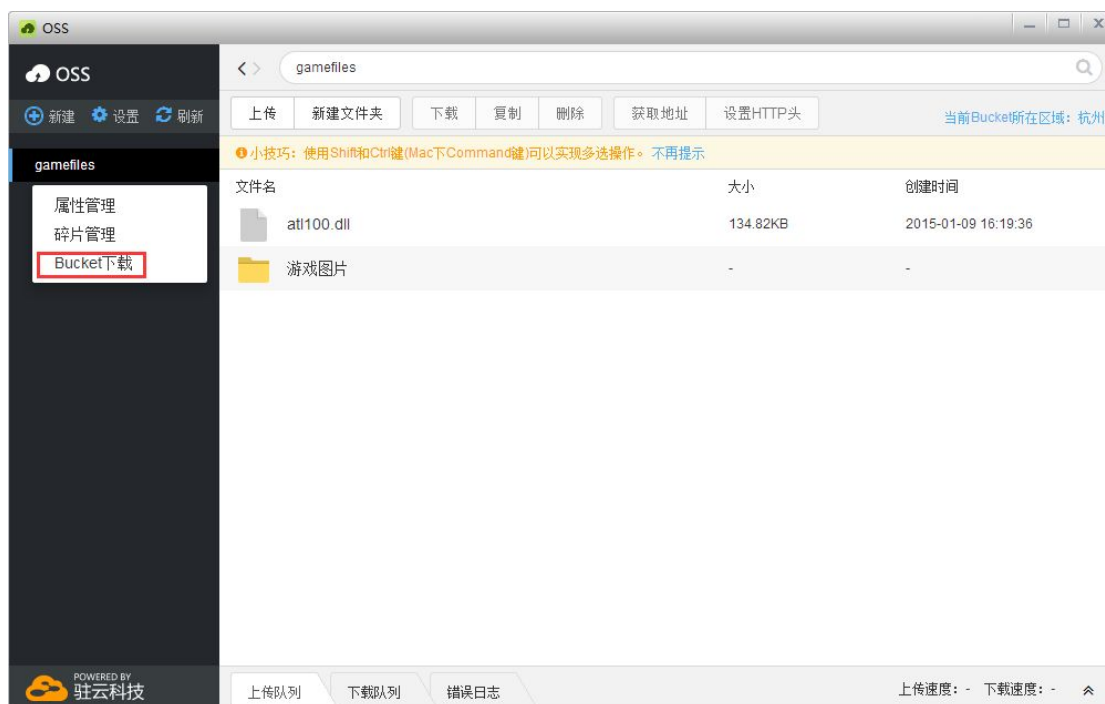 OSS
OSS
新建 设置 刷新
gamefiles
属性管理
碎片管理
Bucket下载
POWERED BY
驻云科技
gamefiles
上传 新建文件夹 下载 复制 删除 获取地址 设置HTTP头 当前Bucket所在区域：杭州
小技巧：使用Shift和Ctrl键(Mac下Command键)可以实现多选操作。 不再提示
文件名 大小 创建时间
atl100.dll 134.82KB 2015-01-09 16:19:36
游戏图片 - -
上传队列 下载队列 错误日志 上传速度：- 下载速度：-